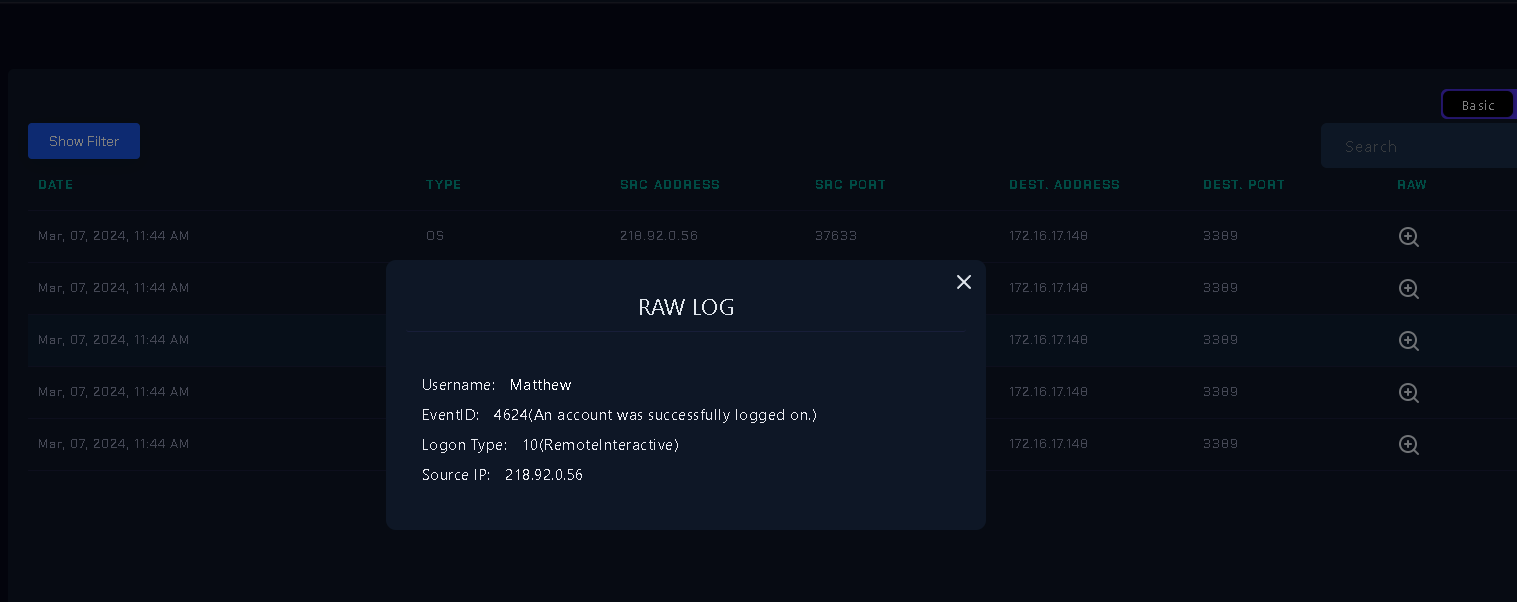 Basic
Show Filter
Search
DATE TYPE SRC ADDRESS SRC PORT DEST. ADDRESS DEST. PORT RAW
Mar, 07, 2024, 11:44 AM OS 218.92.0.56 37633 172.16.17.148 3389
Mar, 07, 2024, 11:44 AM 172.16.17.148 3389
Mar, 07, 2024, 11:44 AM 172.16.17.148 3389
Mar, 07, 2024, 11:44 AM 172.16.17.148 3389
Mar, 07, 2024, 11:44 AM 172.16.17.148 3389
RAW LOG
Username: Matthew
EventID: 4624(An account was successfully logged on.)
Logon Type: 10(RemoteInteractive)
Source IP: 218.92.0.56